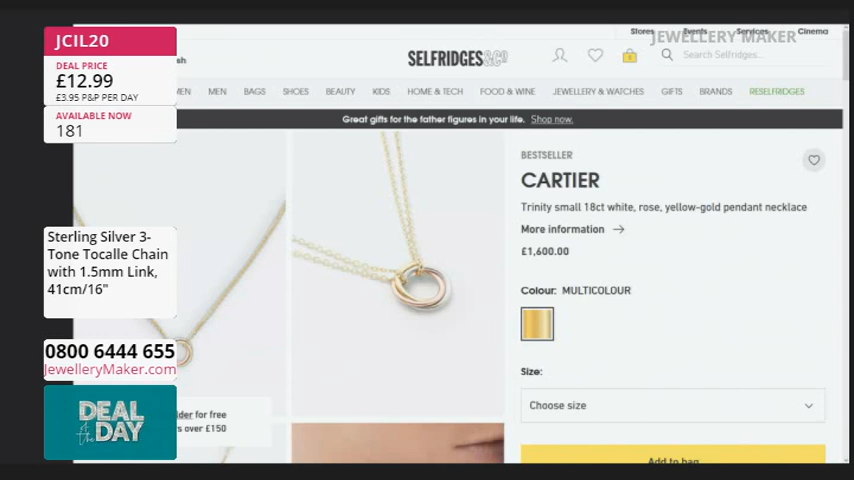 JCIL20
DEAL PRICE
£12.99
£3.95 P&P PER DAY
AVAILABLE NOW
181
Sterling Silver 3-
Tone Tocalle Chain
with 1.5mm Link,
41cm/16"
0800 6444 655
JewelleryMaker.com
DEAL
of the
DAY
Stores Events Services Cinema
JEWELLERY MAKER
SELFRIDGES&CO
Search Selfridges...
MEN BAGS SHOES BEAUTY KIDS HOME & TECH FOOD & WINE JEWELLERY & WATCHES GIFTS BRANDS RESELFRIDGES
Great gifts for the father figures in your life. Shop now.
BESTSELLER
CARTIER
Trinity small 18ct white, rose, yellow-gold pendant necklace
More information →
£1,600.00
Colour: MULTICOLOUR
Size:
Choose size
Add to bag
for free
over £150